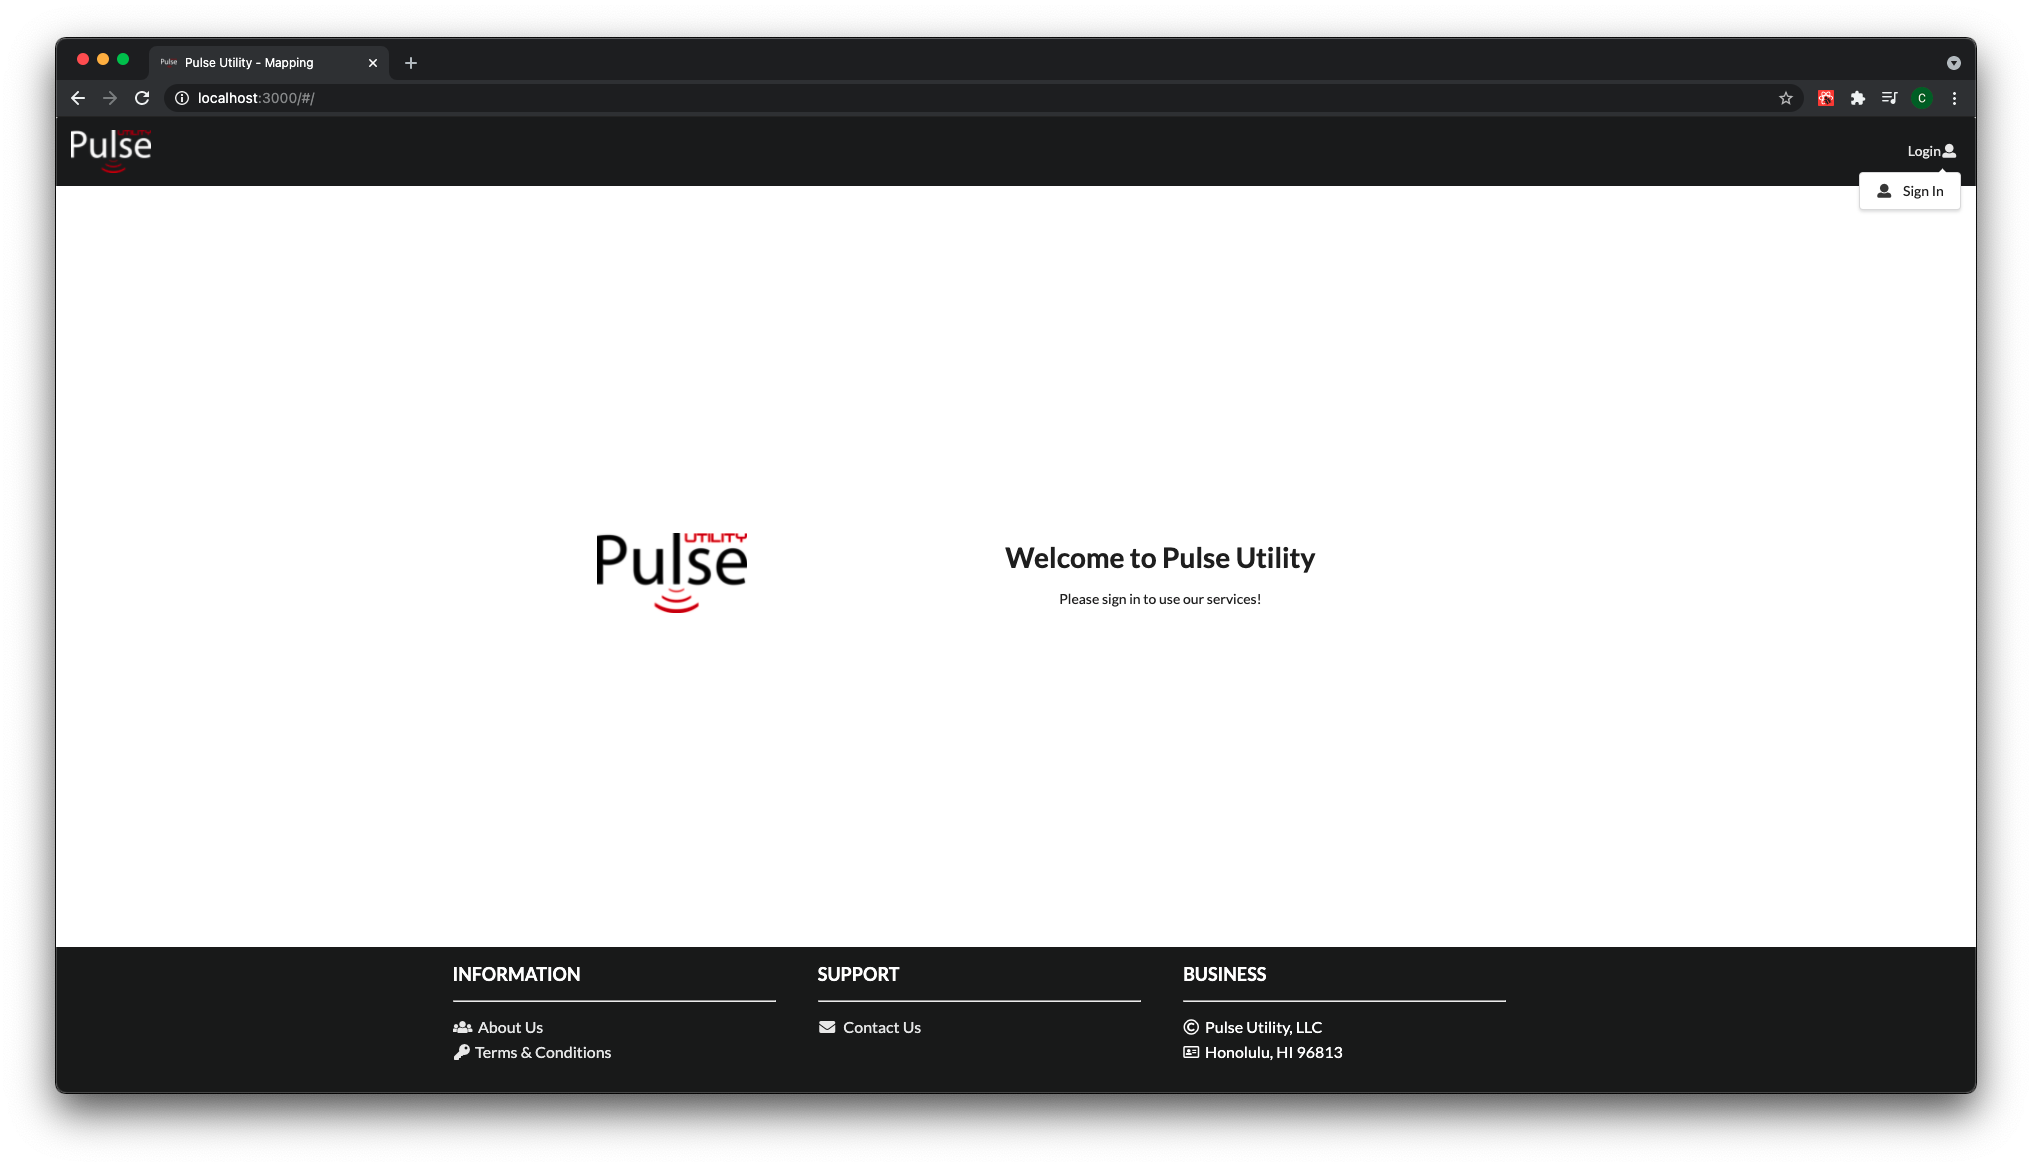 Pulse Pulse Utility - Mapping
localhost:3000/#/
C
UTILITY
Pulse
Login
Sign In
UTILITY
Pulse
Welcome to Pulse Utility
Please sign in to use our services!
INFORMATION
About Us
Terms & Conditions
SUPPORT
Contact Us
BUSINESS
Pulse Utility, LLC
Honolulu, HI 96813